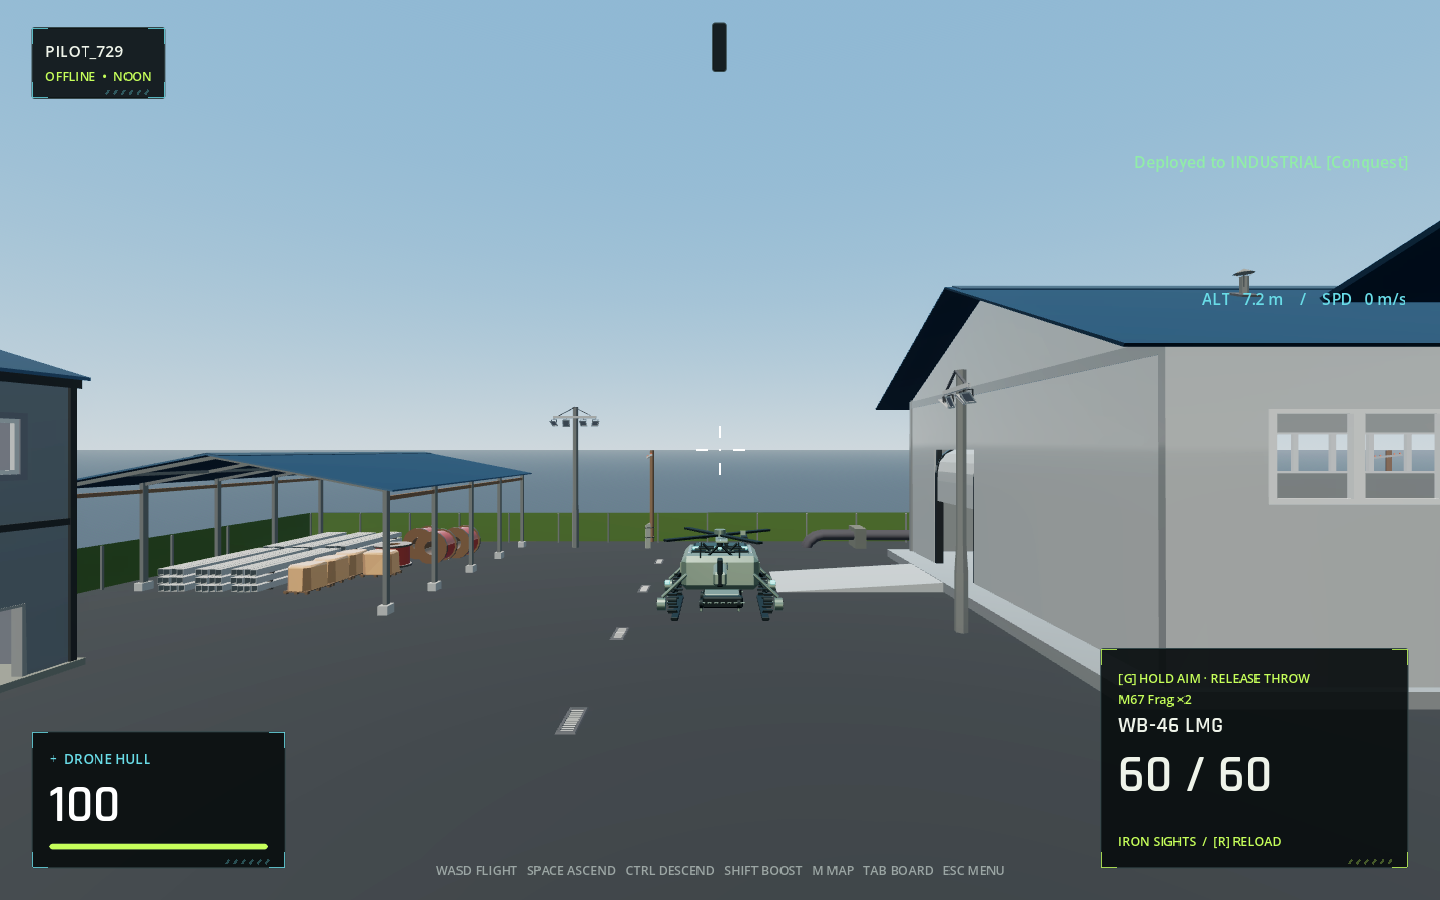 PILOT_729
OFFLINE • NOON
Deployed to INDUSTRIAL [Conquest]
ALT 7.2 m / SPD 0 m/s
[G] HOLD AIM · RELEASE THROW
M67 Frag ×2
WB-46 LMG
60 / 60
IRON SIGHTS / [R] RELOAD
+ DRONE HULL
100
WASD FLIGHT SPACE ASCEND CTRL DESCEND SHIFT BOOST M MAP TAB BOARD ESC MENU